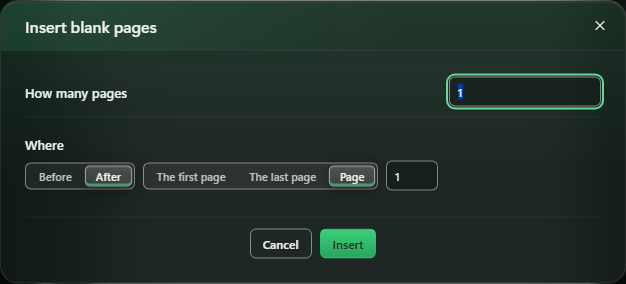 Insert blank pages
How many pages 1
Where
Before After The first page The last page Page 1
Cancel Insert